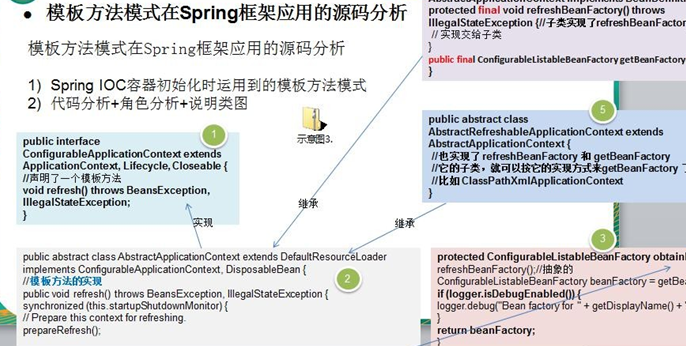 • 模板方法模式在Spring框架应用的源码分析
模板方法模式在Spring框架应用的源码分析
1) Spring IOC容器初始化时运用到的模板方法模式
2) 代码分析+角色分析+说明类图
示意图3.
1
public interface
ConfigurableApplicationContext extends
ApplicationContext, Lifecycle, Closeable {
//声明了一个模板方法
void refresh() throws BeansException,
IllegalStateException;
}
实现
继承
继承
public abstract class AbstractApplicationContext extends DefaultResourceLoader
implements ConfigurableApplicationContext, DisposableBean {
2
//模板方法的实现
public void refresh() throws BeansException, IllegalStateException {
synchronized (this.startupShutdownMonitor) {
// Prepare this context for refreshing.
prepareRefresh();
protected final void refreshBeanFactory() throws
IllegalStateException {//子类实现了refreshBeanFactor
// 实现交给子类
}
public final ConfigurableListableBeanFactory getBeanFactory
}
5
public abstract class
AbstractRefreshableApplicationContext extends
AbstractApplicationContext {
//也实现了 refreshBeanFactory 和 getBeanFactory
//它的子类，就可以按它的实现方式来getBeanFactory
//比如 ClassPathXmlApplicationContext
}
3
protected ConfigurableListableBeanFactory obtainF
refreshBeanFactory();//抽象的
ConfigurableListableBeanFactory beanFactory = getBea
if (logger.isDebugEnabled()) {
logger.debug("Bean factory for " + getDisplayName() + "
}
return beanFactory;
}